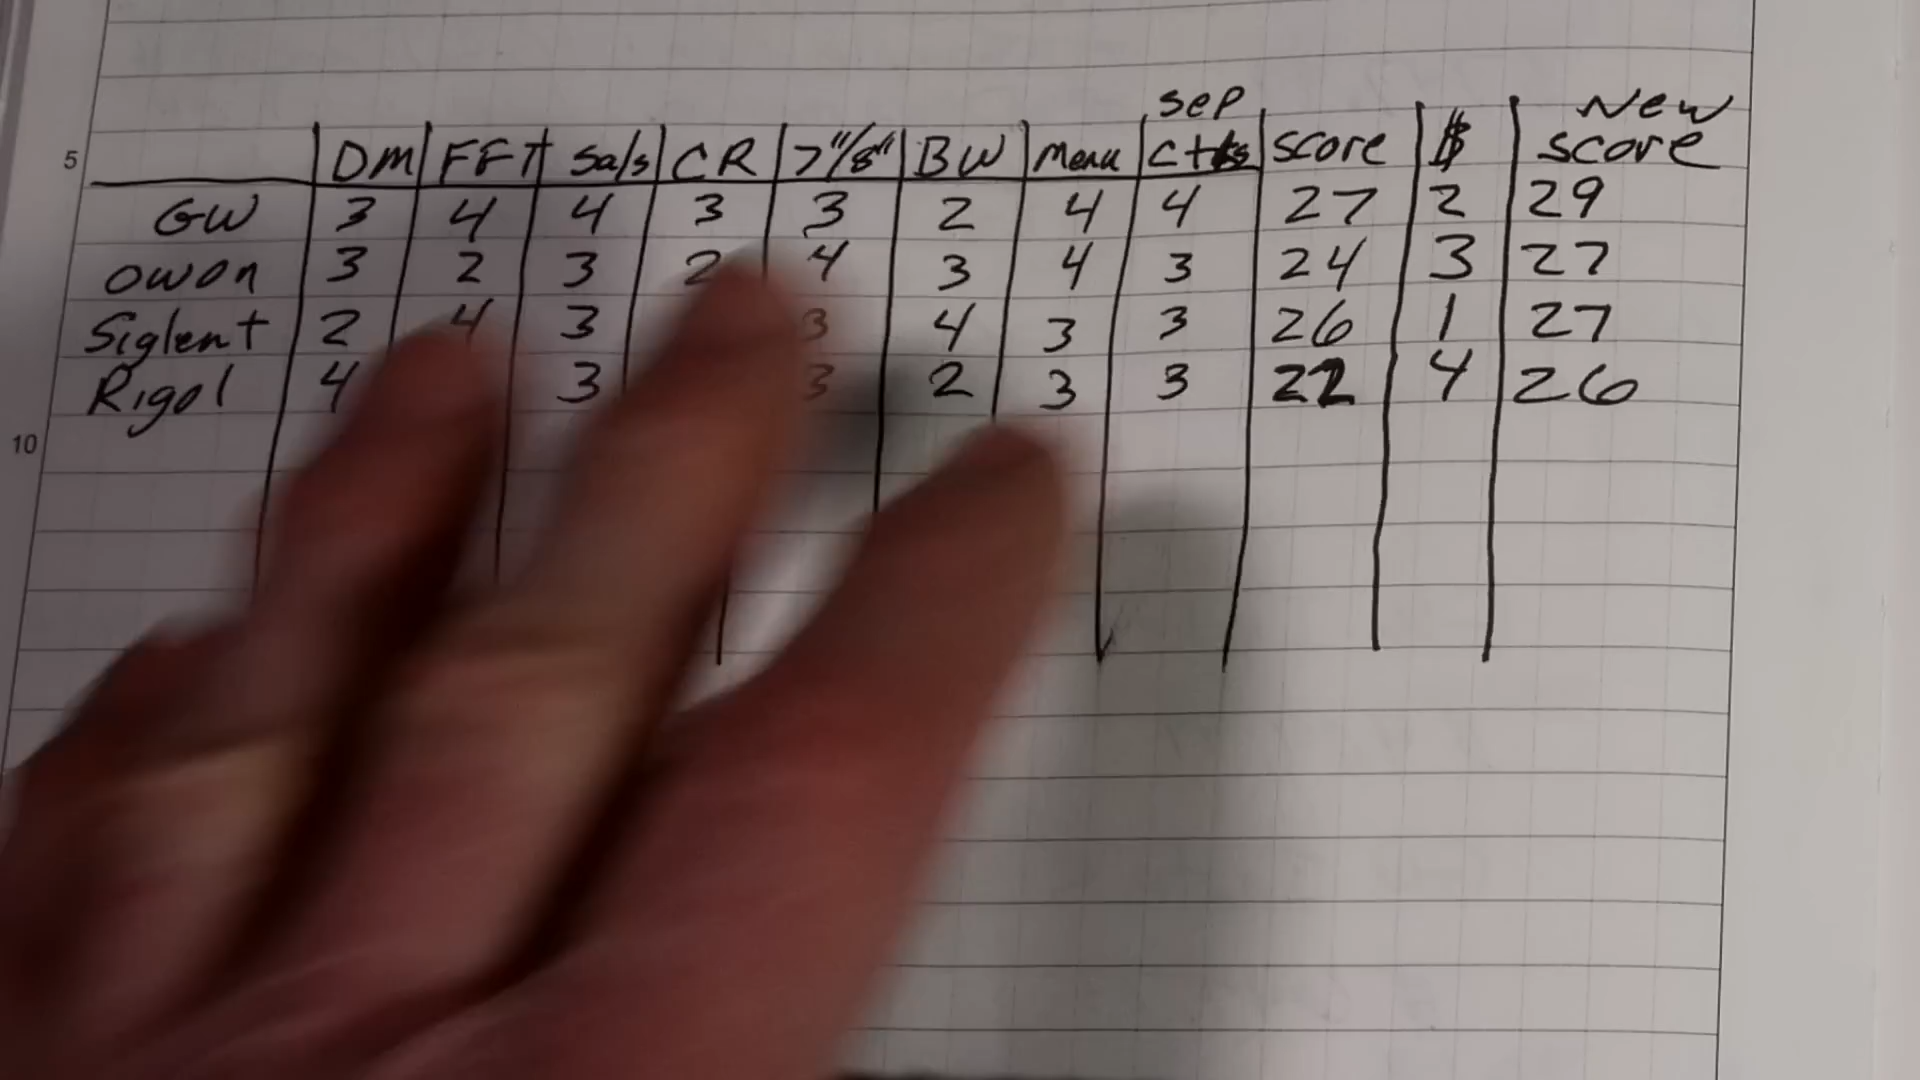 Sep New
5 DM FFT Sa/s CR 7"/8" BW Menu Ctls Score $ Score
GW 3 4 4 3 3 2 4 4 27 2 29
OWON 3 2 3 2 4 3 4 3 24 3 27
Siglent 2 4 3 3 4 3 3 26 1 27
Rigol 4 3 3 2 3 3 22 4 26
10